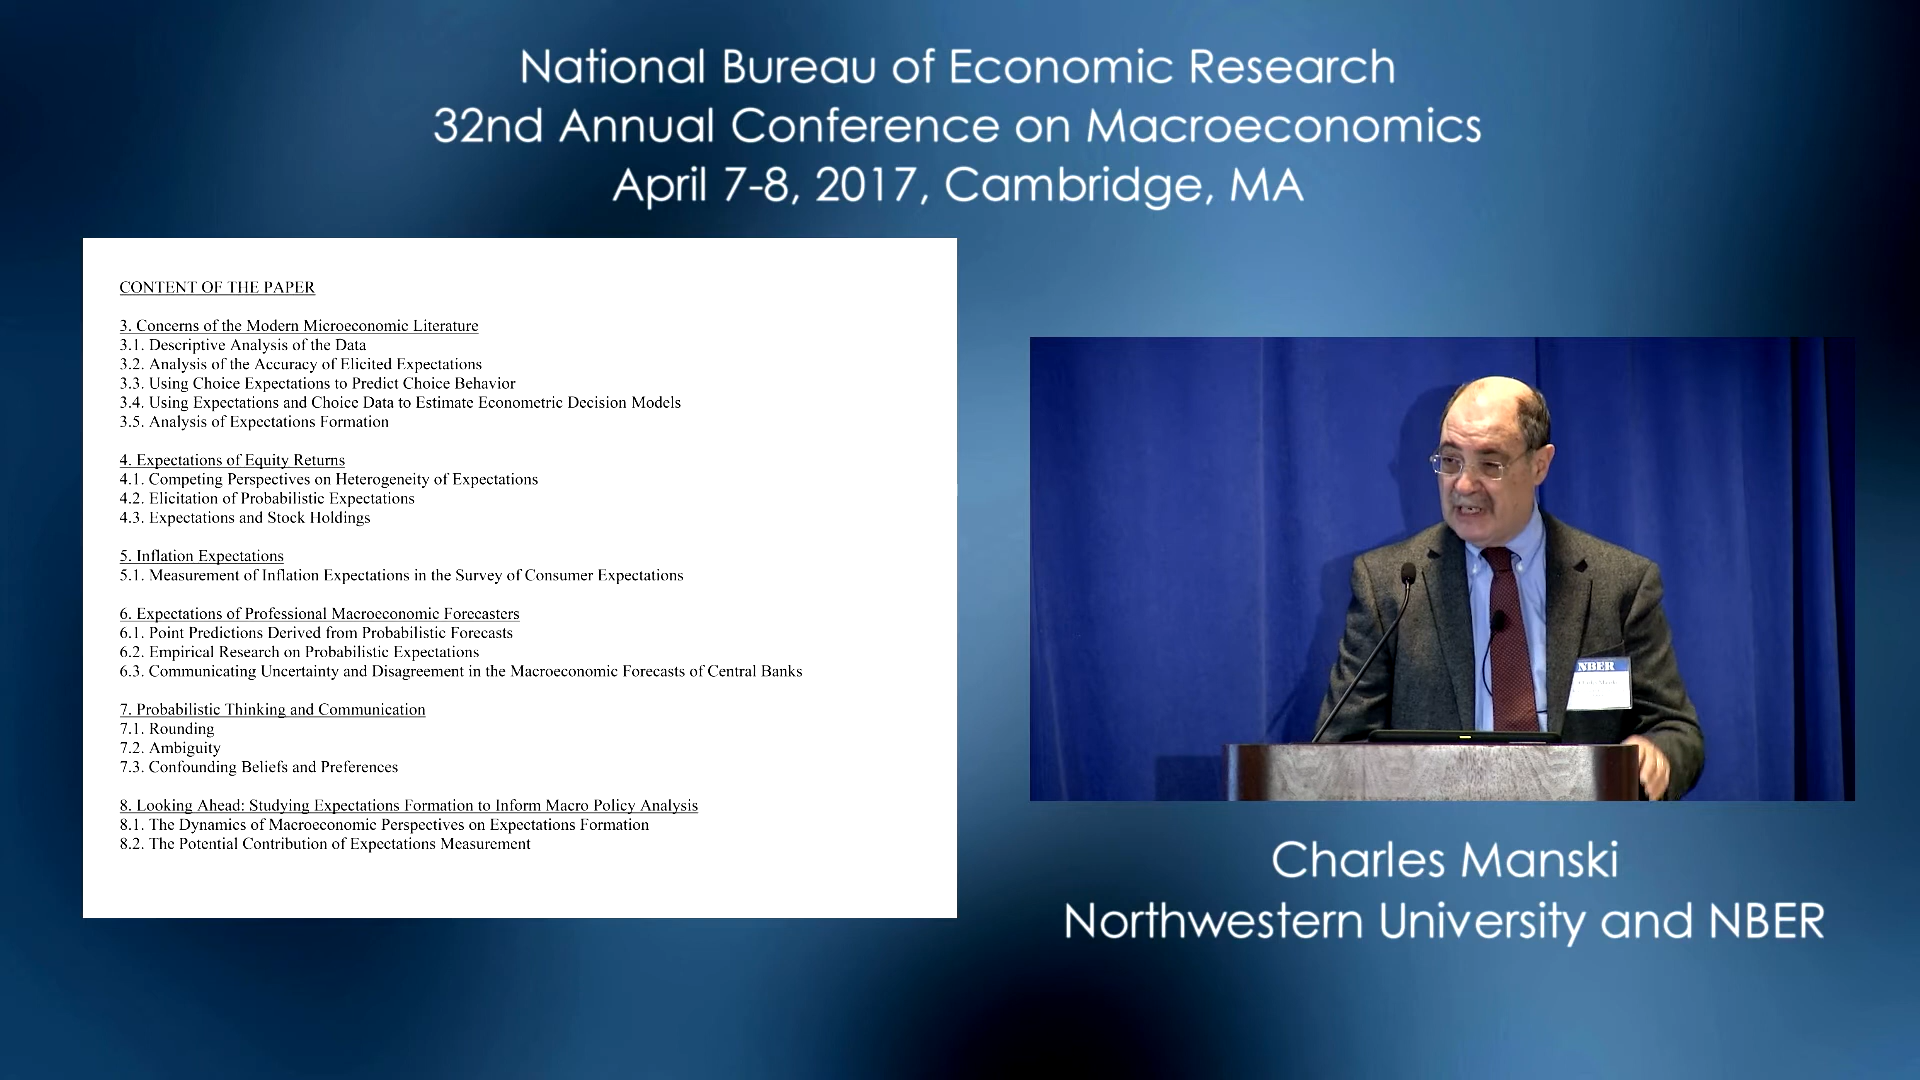 National Bureau of Economic Research
32nd Annual Conference on Macroeconomics
April 7-8, 2017, Cambridge, MA
CONTENT OF THE PAPER
3. Concerns of the Modern Microeconomic Literature
3.1. Descriptive Analysis of the Data
3.2. Analysis of the Accuracy of Elicited Expectations
3.3. Using Choice Expectations to Predict Choice Behavior
3.4. Using Expectations and Choice Data to Estimate Econometric Decision Models
3.5. Analysis of Expectations Formation
4. Expectations of Equity Returns
4.1. Competing Perspectives on Heterogeneity of Expectations
4.2. Elicitation of Probabilistic Expectations
4.3. Expectations and Stock Holdings
5. Inflation Expectations
5.1. Measurement of Inflation Expectations in the Survey of Consumer Expectations
6. Expectations of Professional Macroeconomic Forecasters
6.1. Point Predictions Derived from Probabilistic Forecasts
6.2. Empirical Research on Probabilistic Expectations
6.3. Communicating Uncertainty and Disagreement in the Macroeconomic Forecasts of Central Banks
7. Probabilistic Thinking and Communication
7.1. Rounding
7.2. Ambiguity
7.3. Confounding Beliefs and Preferences
8. Looking Ahead: Studying Expectations Formation to Inform Macro Policy Analysis
8.1. The Dynamics of Macroeconomic Perspectives on Expectations Formation
8.2. The Potential Contribution of Expectations Measurement
NBER
Charles Manski
Northwestern University and NBER